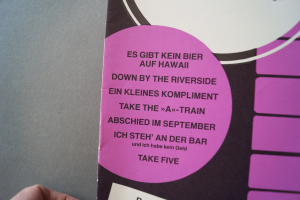 ES GIBT KEIN BIER
AUF HAWAII
DOWN BY THE RIVERSIDE
EIN KLEINES KOMPLIMENT
TAKE THE »A«-TRAIN
ABSCHIED IM SEPTEMBER
ICH STEH' AN DER BAR
und ich habe kein Geld
TAKE FIVE